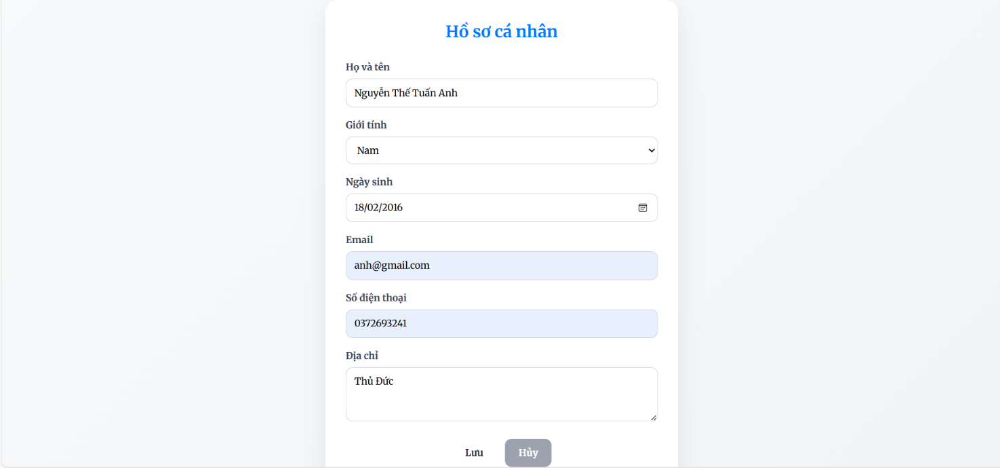 Hồ sơ cá nhân
Họ và tên
Nguyễn Thế Tuấn Anh
Giới tính
Nam
Ngày sinh
18/02/2016
Email
anh@gmail.com
Số điện thoại
0372693241
Địa chỉ
Thủ Đức
Lưu
Hủy